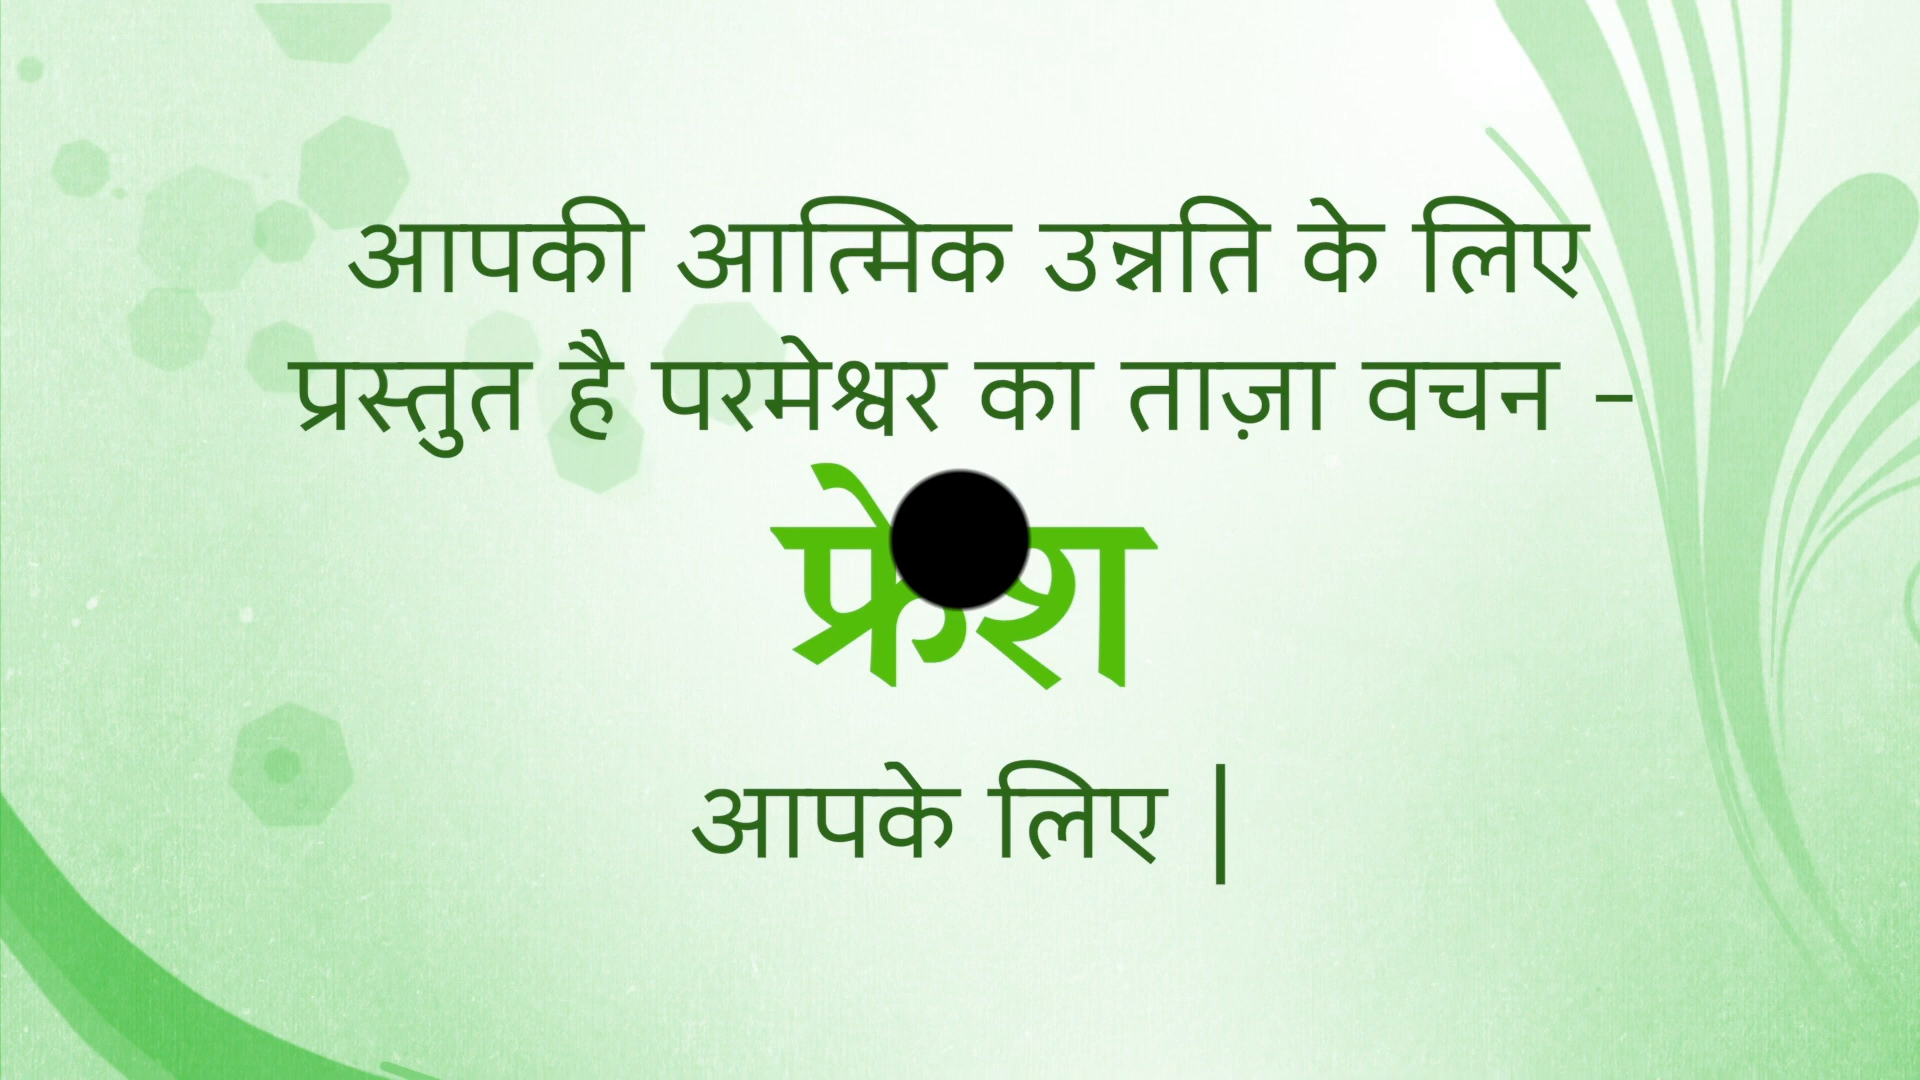 आपकी आत्मिक उन्नति के लिए
प्रस्तुत है परमेश्वर का ताज़ा वचन –
फ्रेश
आपके लिए |